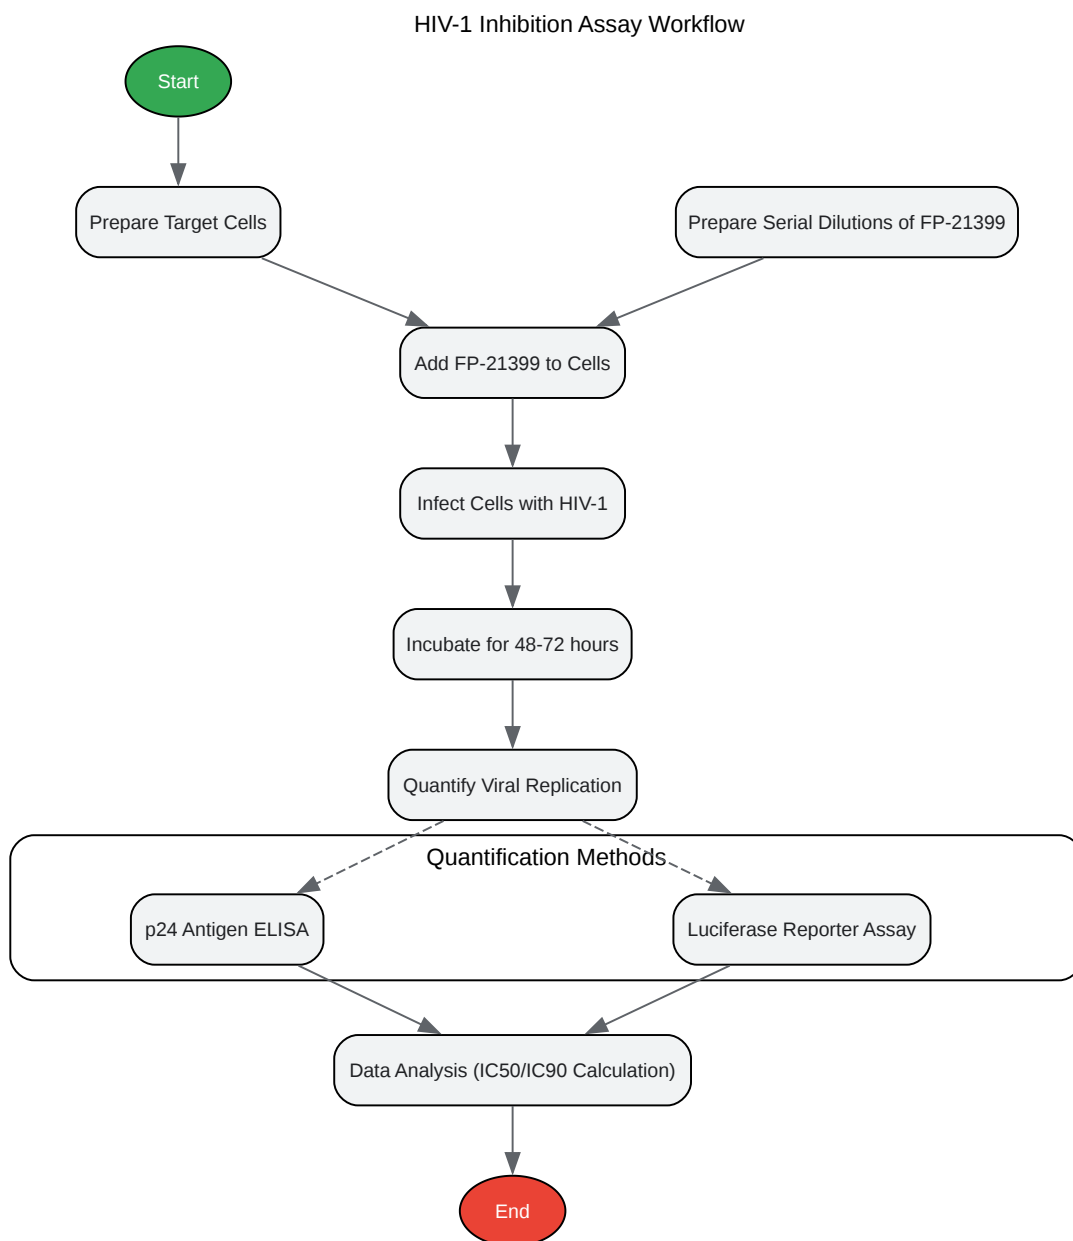 HIV-1 Inhibition Assay Workflow
Start
Prepare Target Cells
Prepare Serial Dilutions of FP-21399
Add FP-21399 to Cells
Infect Cells with HIV-1
Incubate for 48-72 hours
Quantify Viral Replication
Quantification Methods
p24 Antigen ELISA
Luciferase Reporter Assay
Data Analysis (IC50/IC90 Calculation)
End